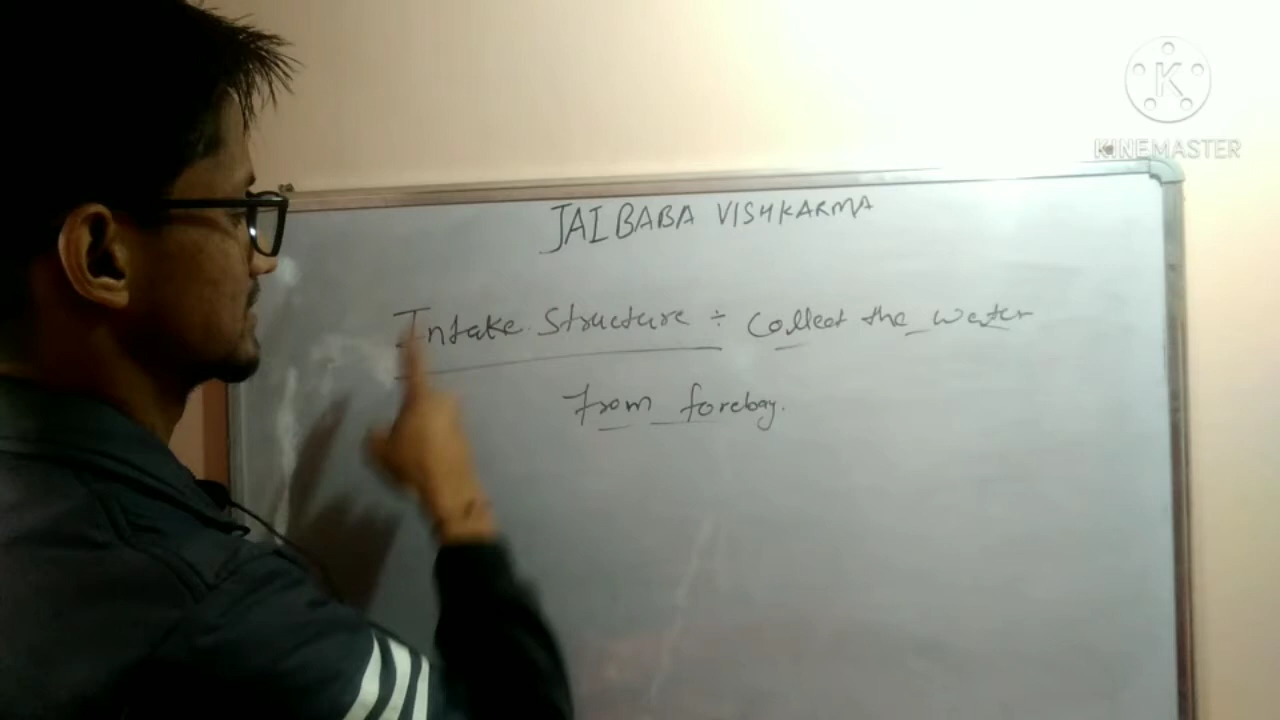 K
KINEMASTER
JAI BABA VISHKARMA
Intake Structure ÷ Collect the water
from forebay.